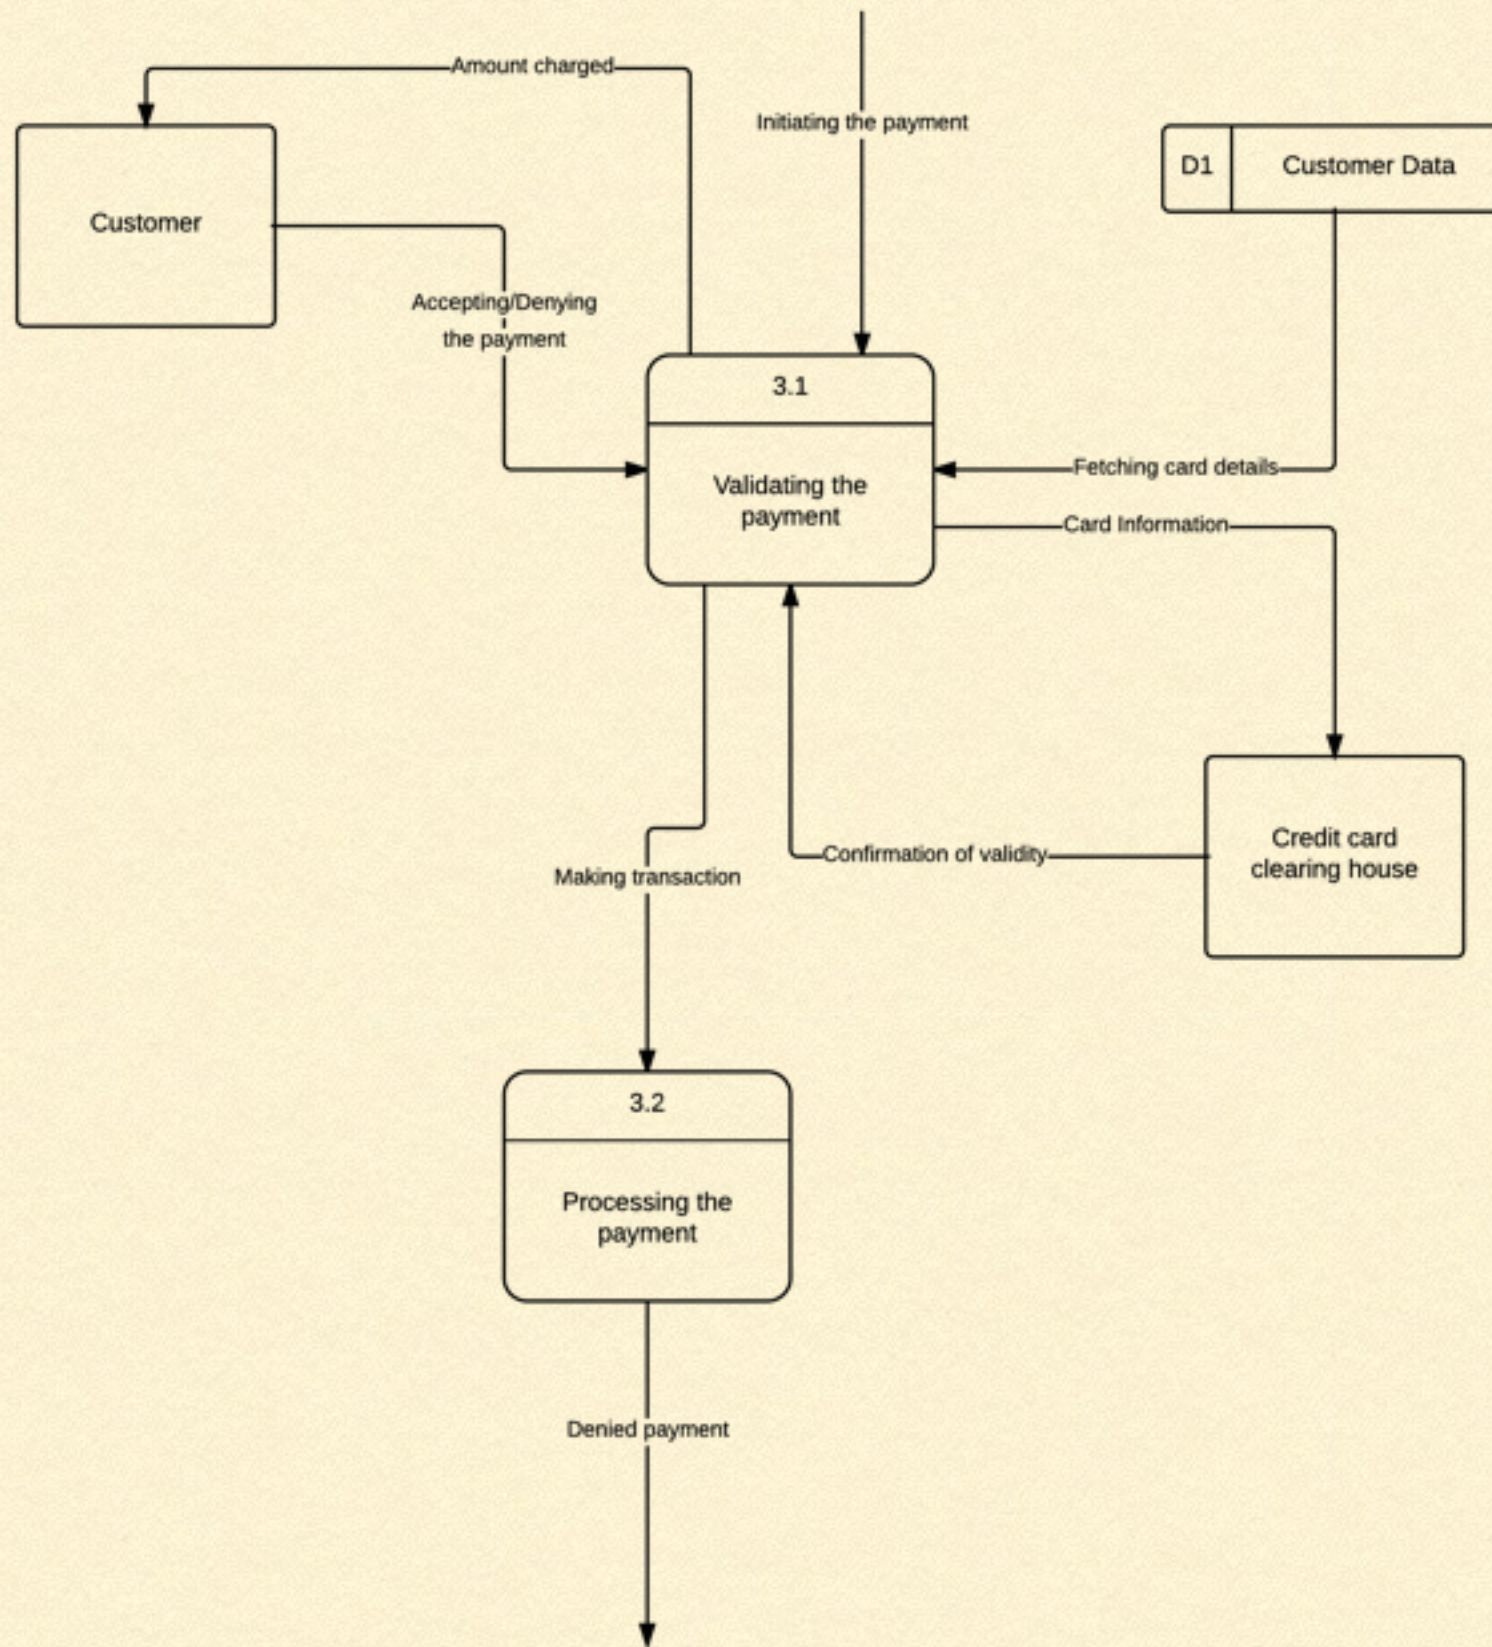 Amount charged
Initiating the payment
D1
Customer Data
Customer
Accepting/Denying
the payment
3.1
Validating the
payment
Fetching card details
Card Information
Credit card
clearing house
Confirmation of validity
Making transaction
3.2
Processing the
payment
Denied payment